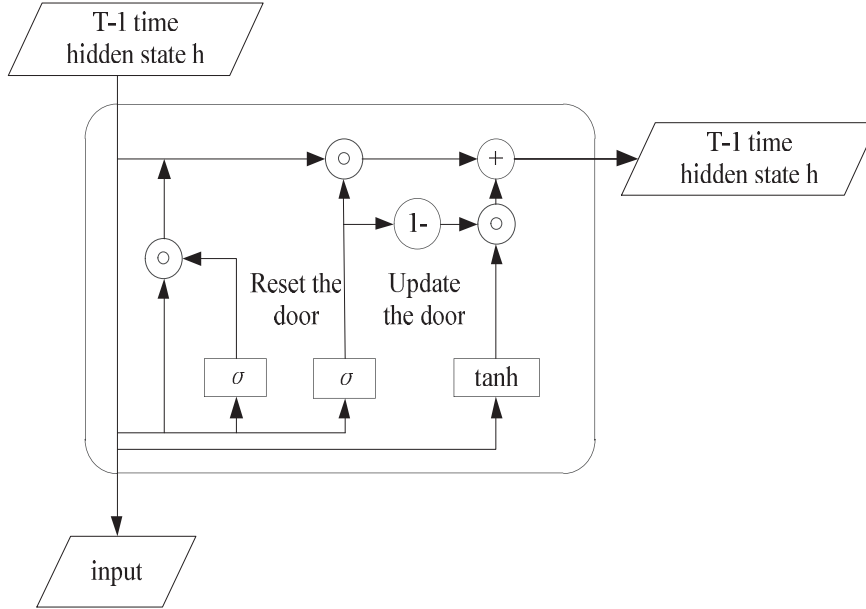 T-1 time
hidden state h
T-1 time
hidden state h
+
1-
Reset the
door
Update
the door
σ
σ
tanh
input